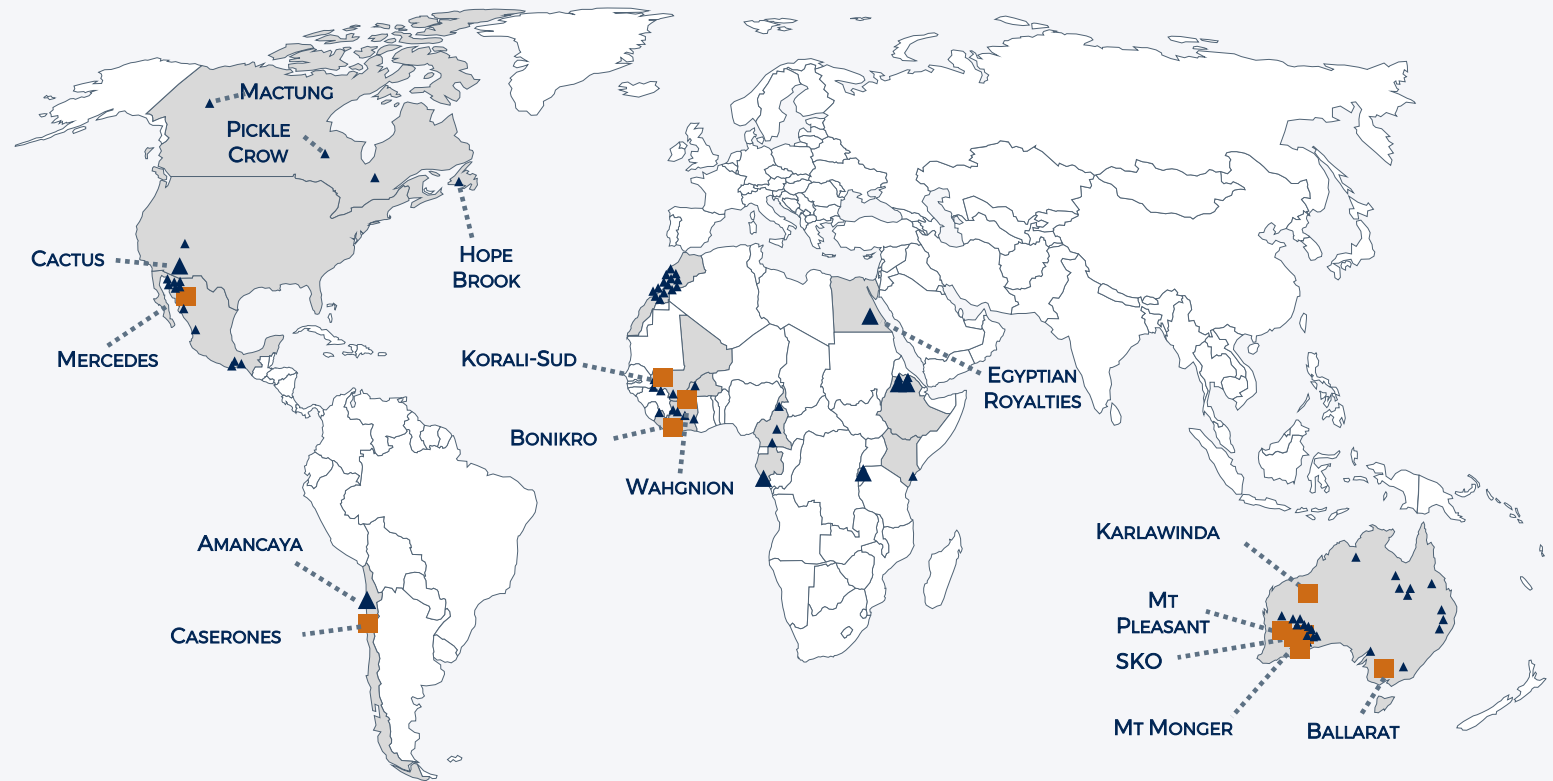 MACTUNG
PICKLE
CROW
HOPE
BROOK
CACTUS
MERCEDES
KORALI-SUD
EGYPTIAN
ROYALTIES
BONIKRO
WAHGNION
AMANCAYA
CASERONES
KARLAWINDA
MT
PLEASANT
SKO
MT MONGER
BALLARAT